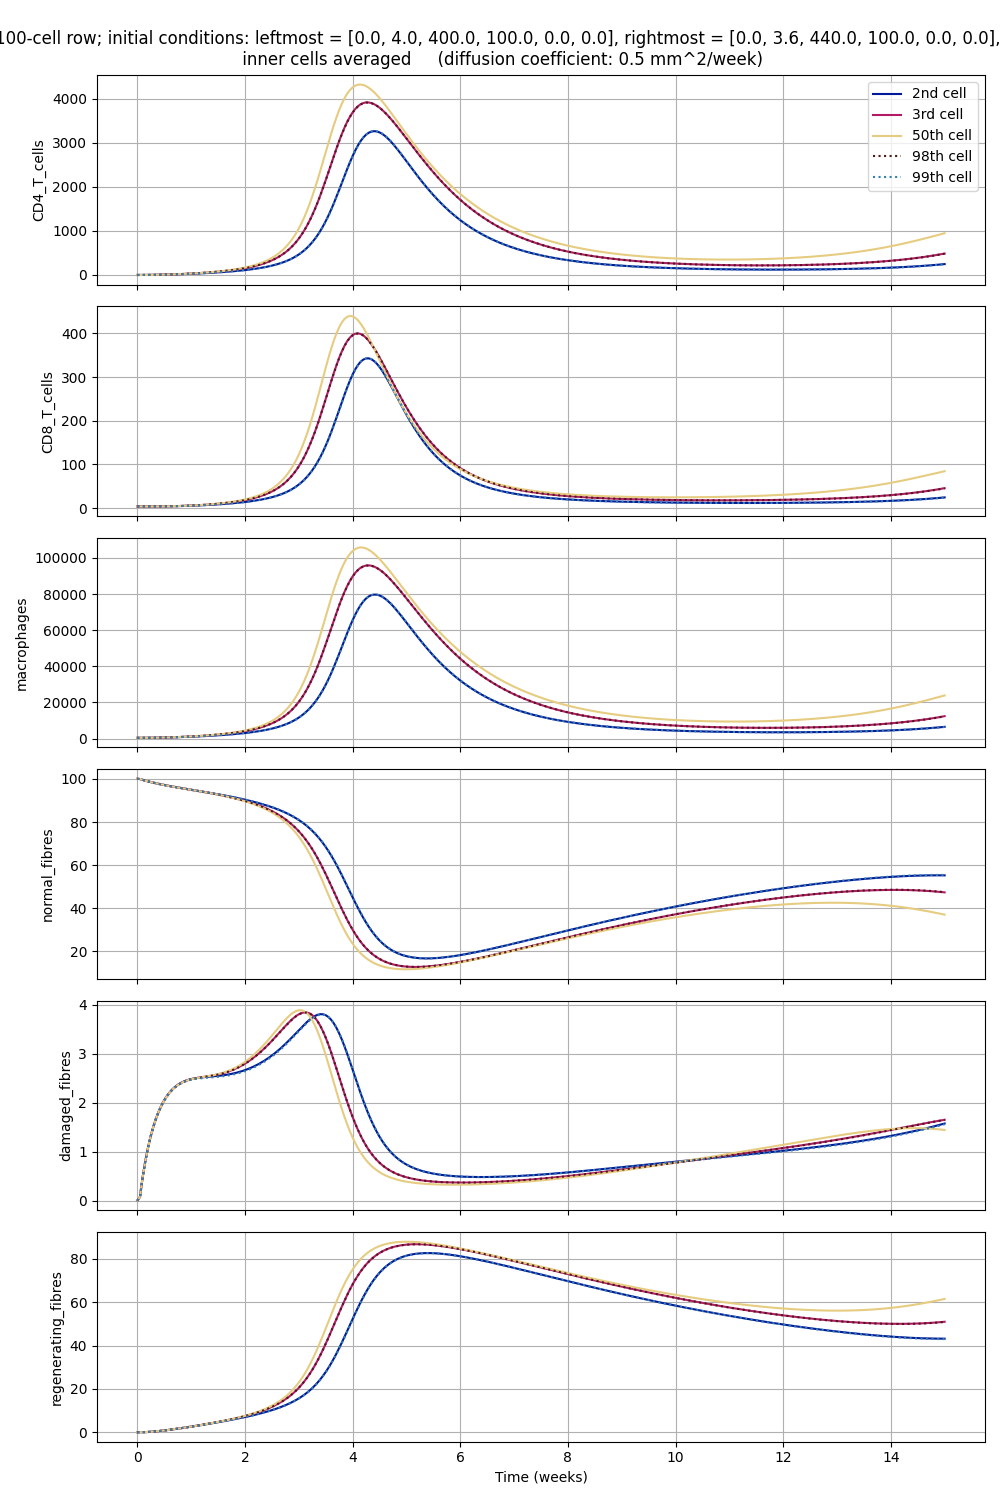 100-cell row; initial conditions: leftmost = [0.0, 4.0, 400.0, 100.0, 0.0, 0.0], rightmost = [0.0, 3.6, 440.0, 100.0, 0.0, 0.0],
inner cells averaged     (diffusion coefficient: 0.5 mm^2/week)
CD4_T_cells
4000
3000
2000
1000
0
2nd cell
3rd cell
50th cell
98th cell
99th cell
CD8_T_cells
400
300
200
100
0
macrophages
100000
80000
60000
40000
20000
0
normal_fibres
100
80
60
40
20
damaged_fibres
4
3
2
1
0
regenerating_fibres
80
60
40
20
0
0 2 4 6 8 10 12 14
Time (weeks)